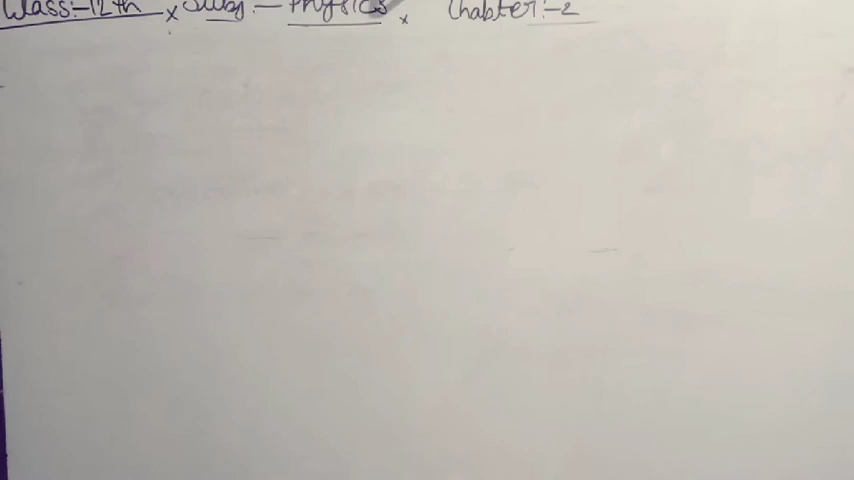 Class:-12th × Subj:- Physics × Chapter:-2